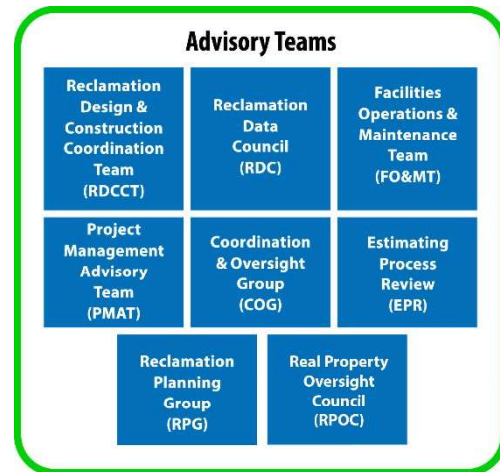 Advisory Teams
Reclamation
Design &
Construction
Coordination
Team
(RDCCT)
Reclamation
Data
Council
(RDC)
Facilities
Operations &
Maintenance
Team
(FO&MT)
Project
Management
Advisory
Team
(PMAT)
Coordination
& Oversight
Group
(COG)
Estimating
Process
Review
(EPR)
Reclamation
Planning
Group
(RPG)
Real Property
Oversight
Council
(RPOC)